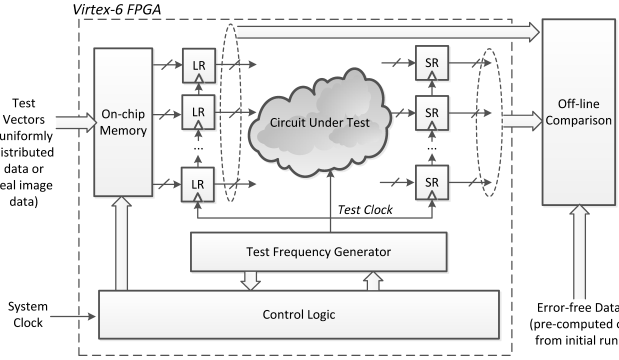 Virtex-6 FPGA
LR
SR
Test
Vectors
uniformly
istributed
data or
eal image
data)
On-chip
Memory
LR
Circuit Under Test
SR
Off-line
Comparison
...
...
LR
SR
Test Clock
Test Frequency Generator
System
Clock
Control Logic
Error-free Data
(pre-computed
from initial run